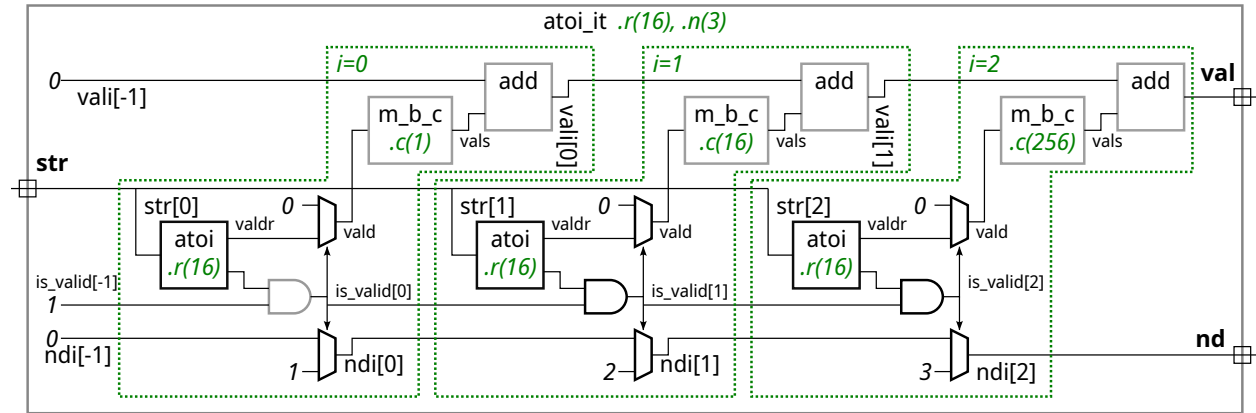 atoi_it .r(16), .n(3)
i=0
i=1
i=2
0
vali[-1]
add
add
add
val
m_b_c
.c(1)
vals
vali[0]
m_b_c
.c(16)
vals
vali[1]
m_b_c
.c(256)
vals
str
str[0]
0
valdr
vald
atoi
.r(16)
str[1]
0
valdr
vald
atoi
.r(16)
str[2]
0
valdr
vald
atoi
.r(16)
is_valid[-1]
1
is_valid[0]
is_valid[1]
is_valid[2]
0
ndi[-1]
1
ndi[0]
2
ndi[1]
3
ndi[2]
nd